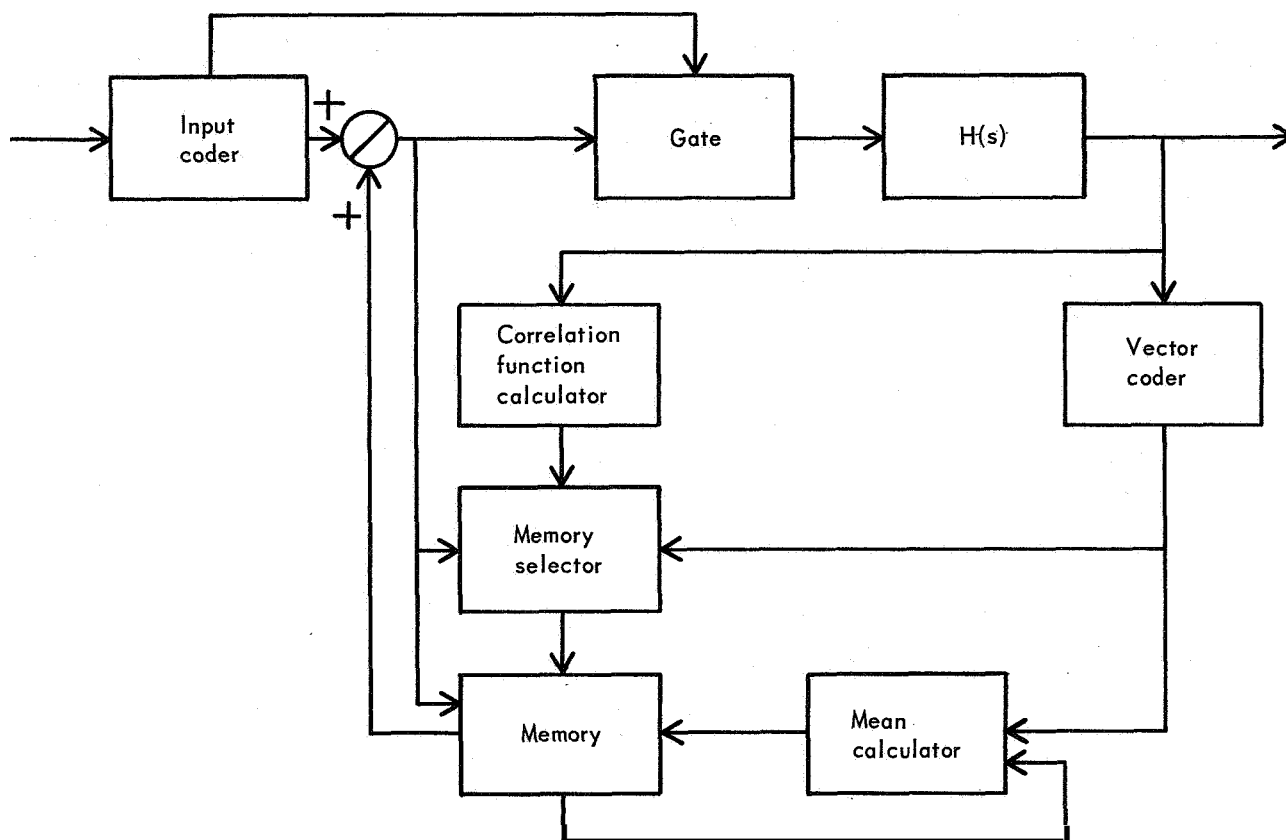 Input
coder
+
+
Gate
H(s)
Correlation
function
calculator
Vector
coder
Memory
selector
Memory
Mean
calculator